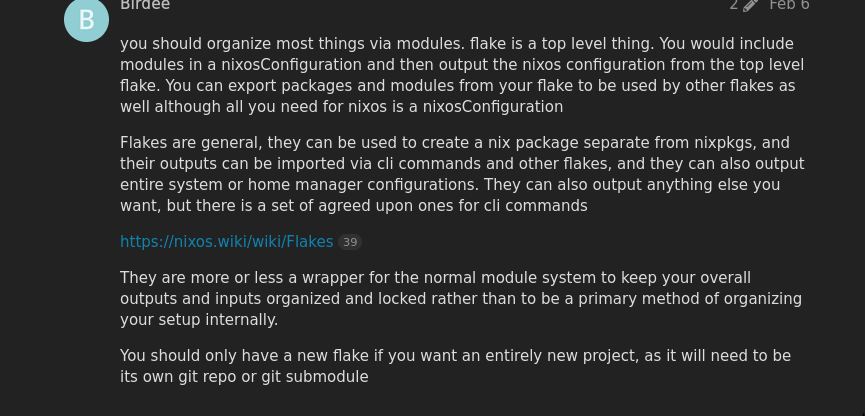 B
Birdee
2 Feb 6
you should organize most things via modules. flake is a top level thing. You would include
modules in a nixosConfiguration and then output the nixos configuration from the top level
flake. You can export packages and modules from your flake to be used by other flakes as
well although all you need for nixos is a nixosConfiguration
Flakes are general, they can be used to create a nix package separate from nixpkgs, and
their outputs can be imported via cli commands and other flakes, and they can also output
entire system or home manager configurations. They can also output anything else you
want, but there is a set of agreed upon ones for cli commands
https://nixos.wiki/wiki/Flakes 39
They are more or less a wrapper for the normal module system to keep your overall
outputs and inputs organized and locked rather than to be a primary method of organizing
your setup internally.
You should only have a new flake if you want an entirely new project, as it will need to be
its own git repo or git submodule